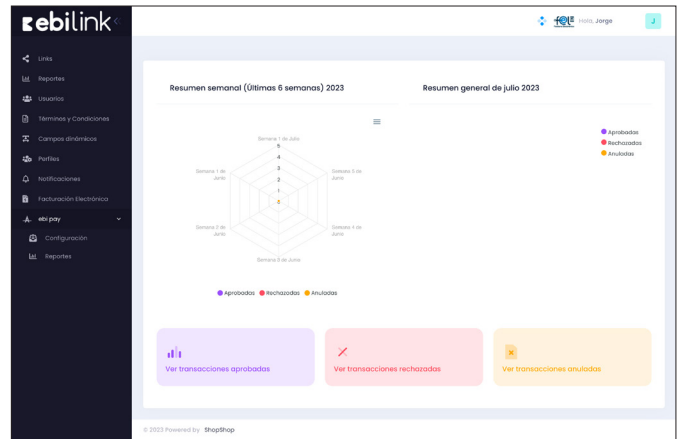 ebilink
Hola, Jorge
J
Links
Reportes
Usuarios
Términos y Condiciones
Campos dinámicos
Perfiles
Notificaciones
Facturación Electrónica
ebi pay
Configuración
Reportes
Resumen semanal (Últimas 6 semanas) 2023
Semana 1 de Julio
5
4
3
2
1
0
Semana 1 de
Junio
Semana 5 de
Junio
Semana 2 de
Junio
Semana 4 de
Junio
Semana 3 de Junio
Aprobadas Rechazadas Anuladas
Resumen general de julio 2023
Aprobadas
Rechazadas
Anuladas
Ver transacciones aprobadas
Ver transacciones rechazadas
Ver transacciones anuladas
© 2023 Powered by ShopShop